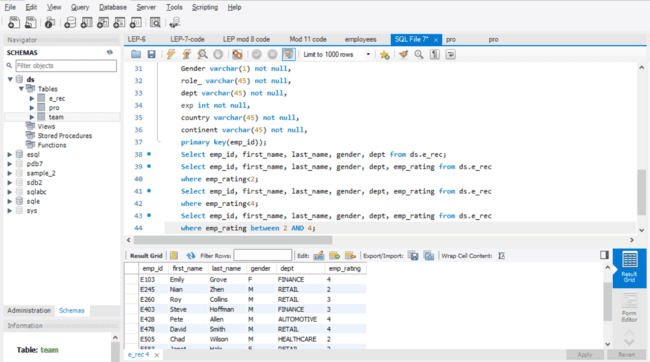 File Edit View Query Database Server Tools Scripting Help
Navigator
SCHEMAS
Filter objects
ds
Tables
e_rec
pro
team
Views
Stored Procedures
Functions
esql
pdb7
sample_2
sdb2
sqlabc
sqle
sys
Administration Schemas
Information
Table: team
LEP-6 LEP-7-code LEP mod 8 code Mod 11 code employees SQL File 7* pro pro
Limit to 1000 rows
31 Gender varchar(1) not null,
32 role_ varchar(45) not null,
33 dept varchar(45) not null,
34 exp int not null,
35 country varchar(45) not null,
36 continent varchar(45) not null,
37 primary key(emp_id));
38 Select emp_id, first_name, last_name, gender, dept from ds.e_rec;
39 Select emp_id, first_name, last_name, gender, dept, emp_rating from ds.e_rec
40 where emp_rating<2;
41 Select emp_id, first_name, last_name, gender, dept, emp_rating from ds.e_rec
42 where emp_rating<4;
43 Select emp_id, first_name, last_name, gender, dept, emp_rating from ds.e_rec
44 where emp_rating between 2 AND 4;
Result Grid Filter Rows: Edit: Export/Import: Wrap Cell Content:
emp_id first_name last_name gender dept emp_rating
E103 Emily Grove F FINANCE 4
E245 Nian Zhen M RETAIL 2
E260 Roy Collins M RETAIL 3
E403 Steve Hoffman M FINANCE 3
E428 Pete Allen M AUTOMOTIVE 4
E478 David Smith M RETAIL 4
E505 Chad Wilson M HEALTHCARE 2
Result Grid
Form Editor
e_rec 4
Apply Revert